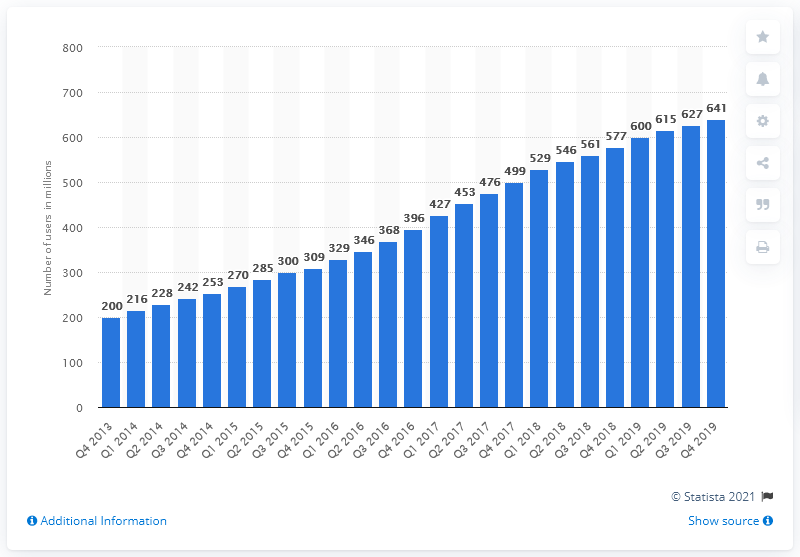 Number of users in millions
800
700
600
500
400
300
200
100
0
200 216 228 242 253 270 285 300 309 329 346 368 396 427 453 476 499 529 546 561 577 600 615 627 641
Q4 2013 Q1 2014 Q2 2014 Q3 2014 Q4 2014 Q1 2015 Q2 2015 Q3 2015 Q4 2015 Q1 2016 Q2 2016 Q3 2016 Q4 2016 Q1 2017 Q2 2017 Q3 2017 Q4 2017 Q1 2018 Q2 2018 Q3 2018 Q4 2018 Q1 2019 Q2 2019 Q3 2019 Q4 2019
© Statista 2021
Additional Information
Show source